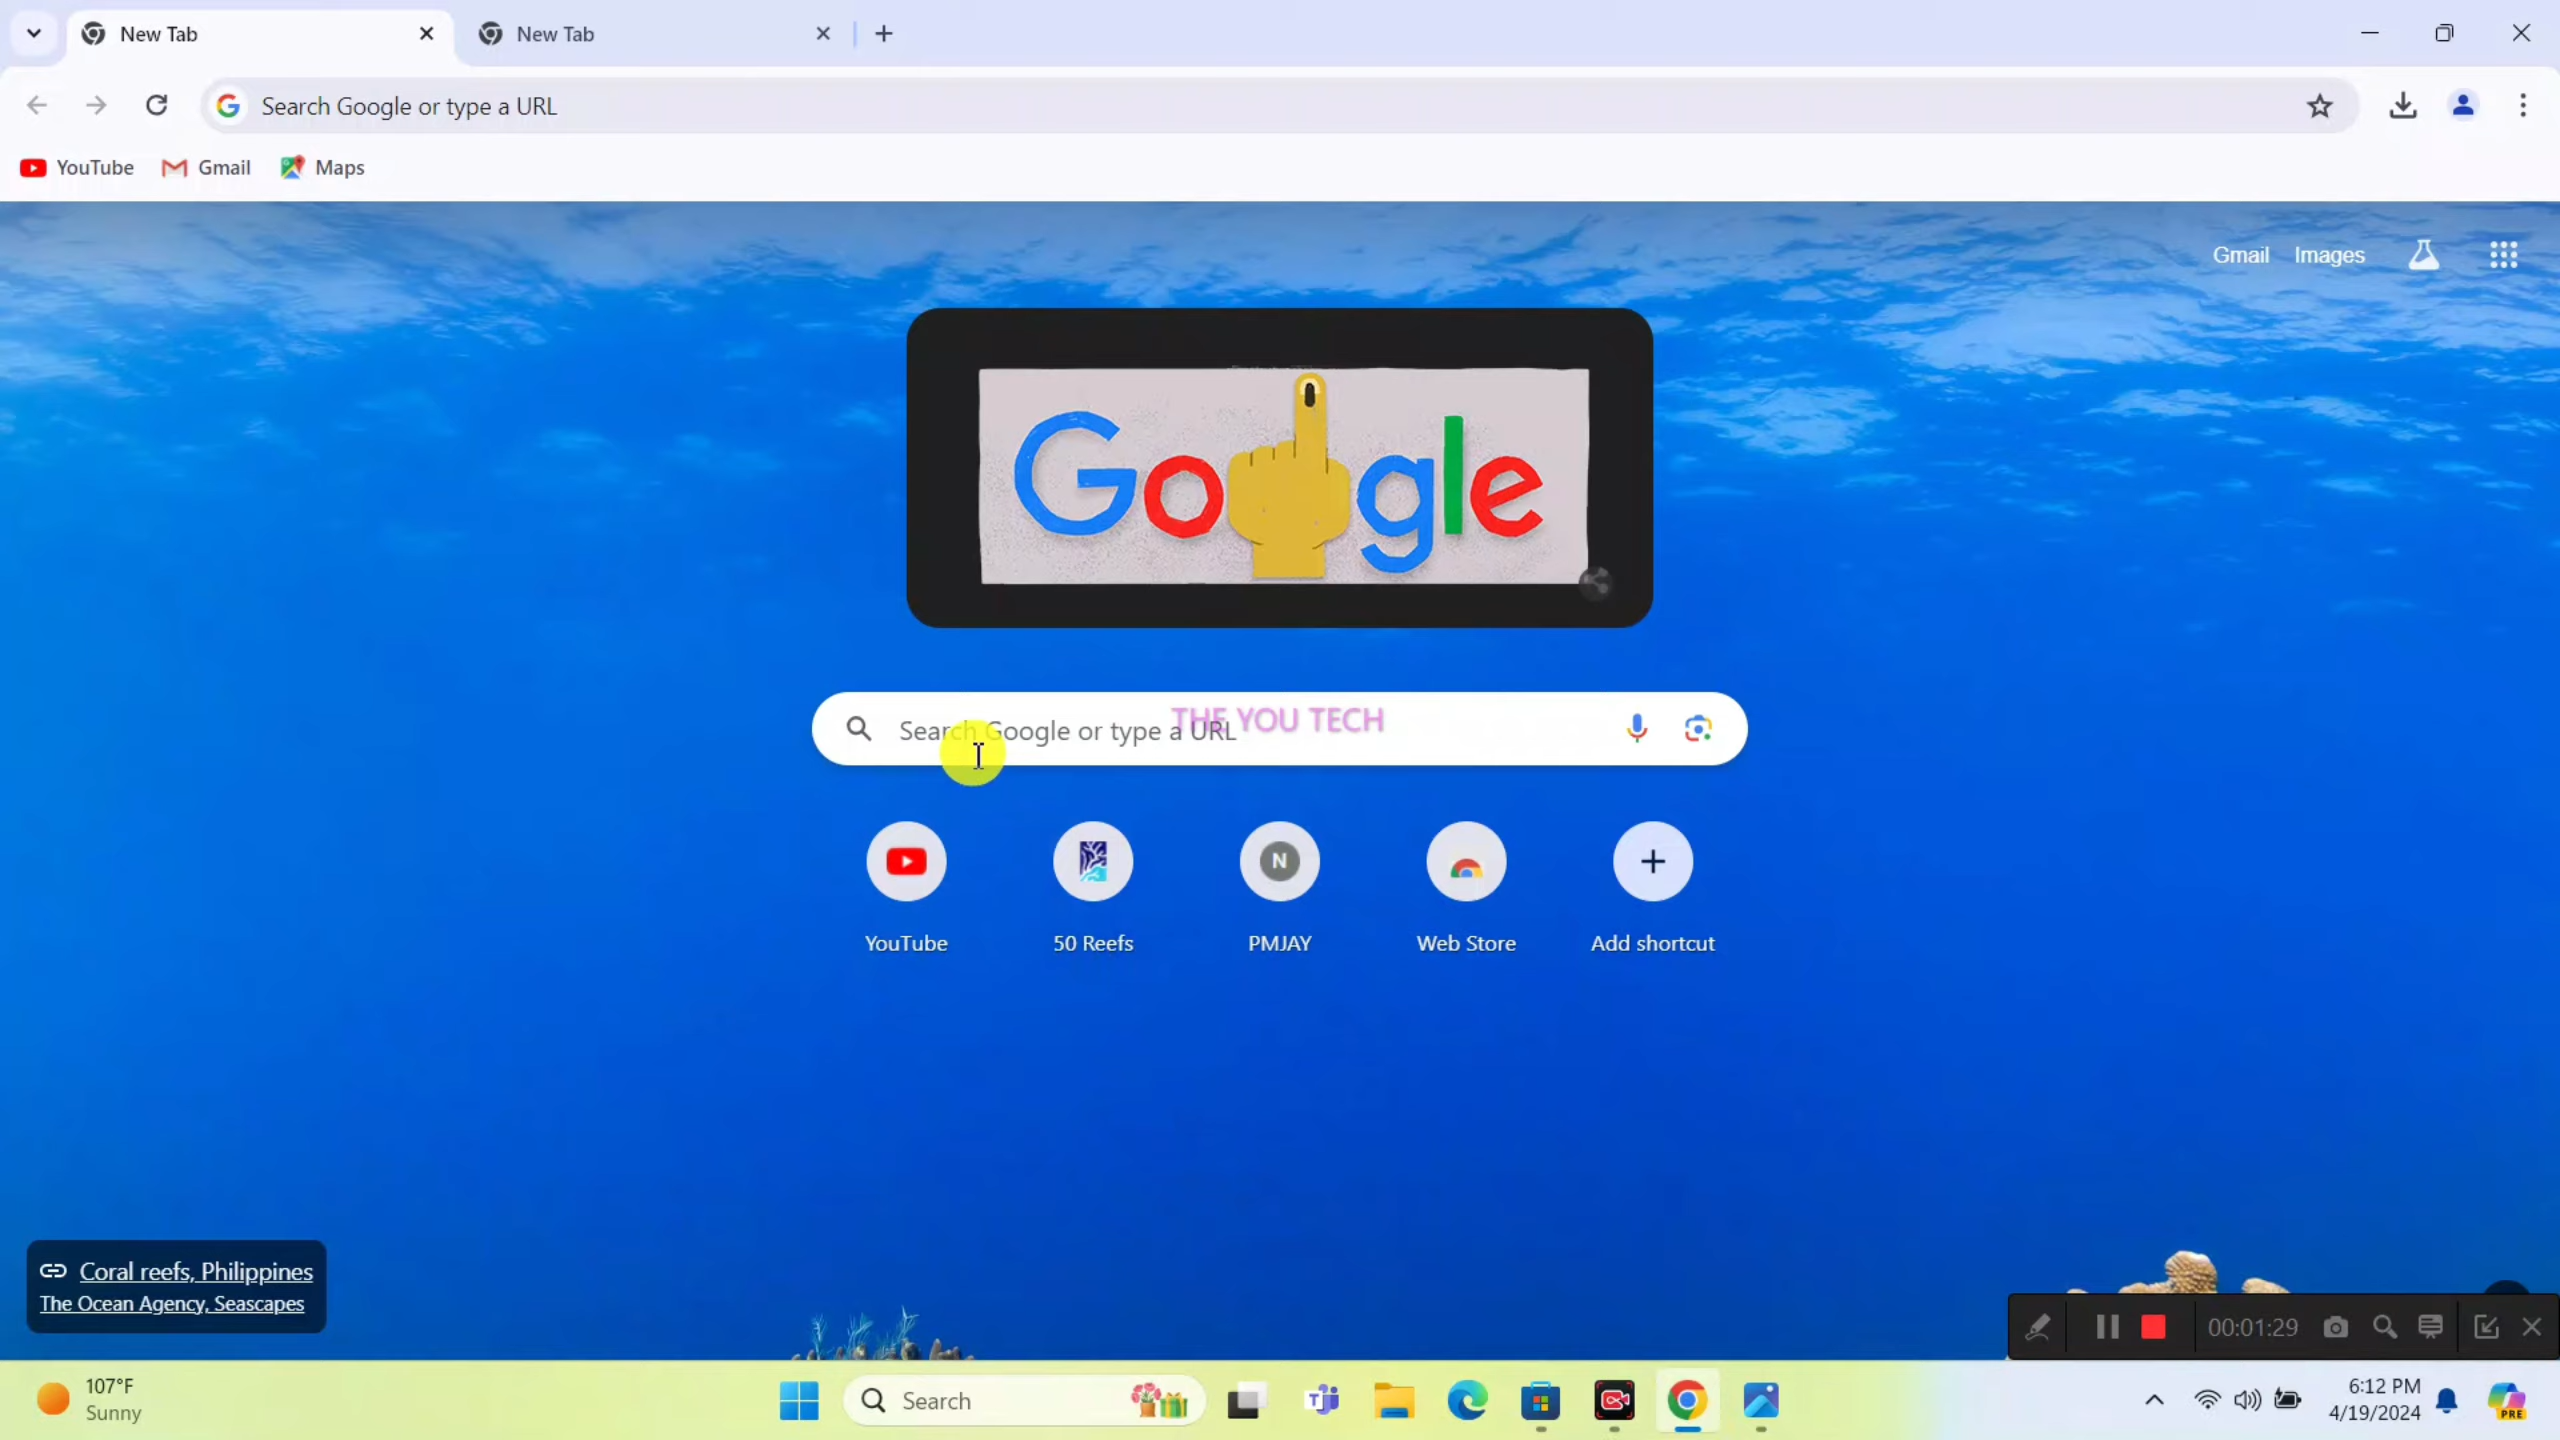 New Tab
New Tab
Search Google or type a URL
YouTube
Gmail
Maps
Gmail
Images
Google
Search Google or type a URL
THE YOU TECH
YouTube
50 Reefs
N
PMJAY
Web Store
Add shortcut
Coral reefs, Philippines
The Ocean Agency, Seascapes
00:01:29
107°F
Sunny
Search
6:12 PM
4/19/2024
PRE